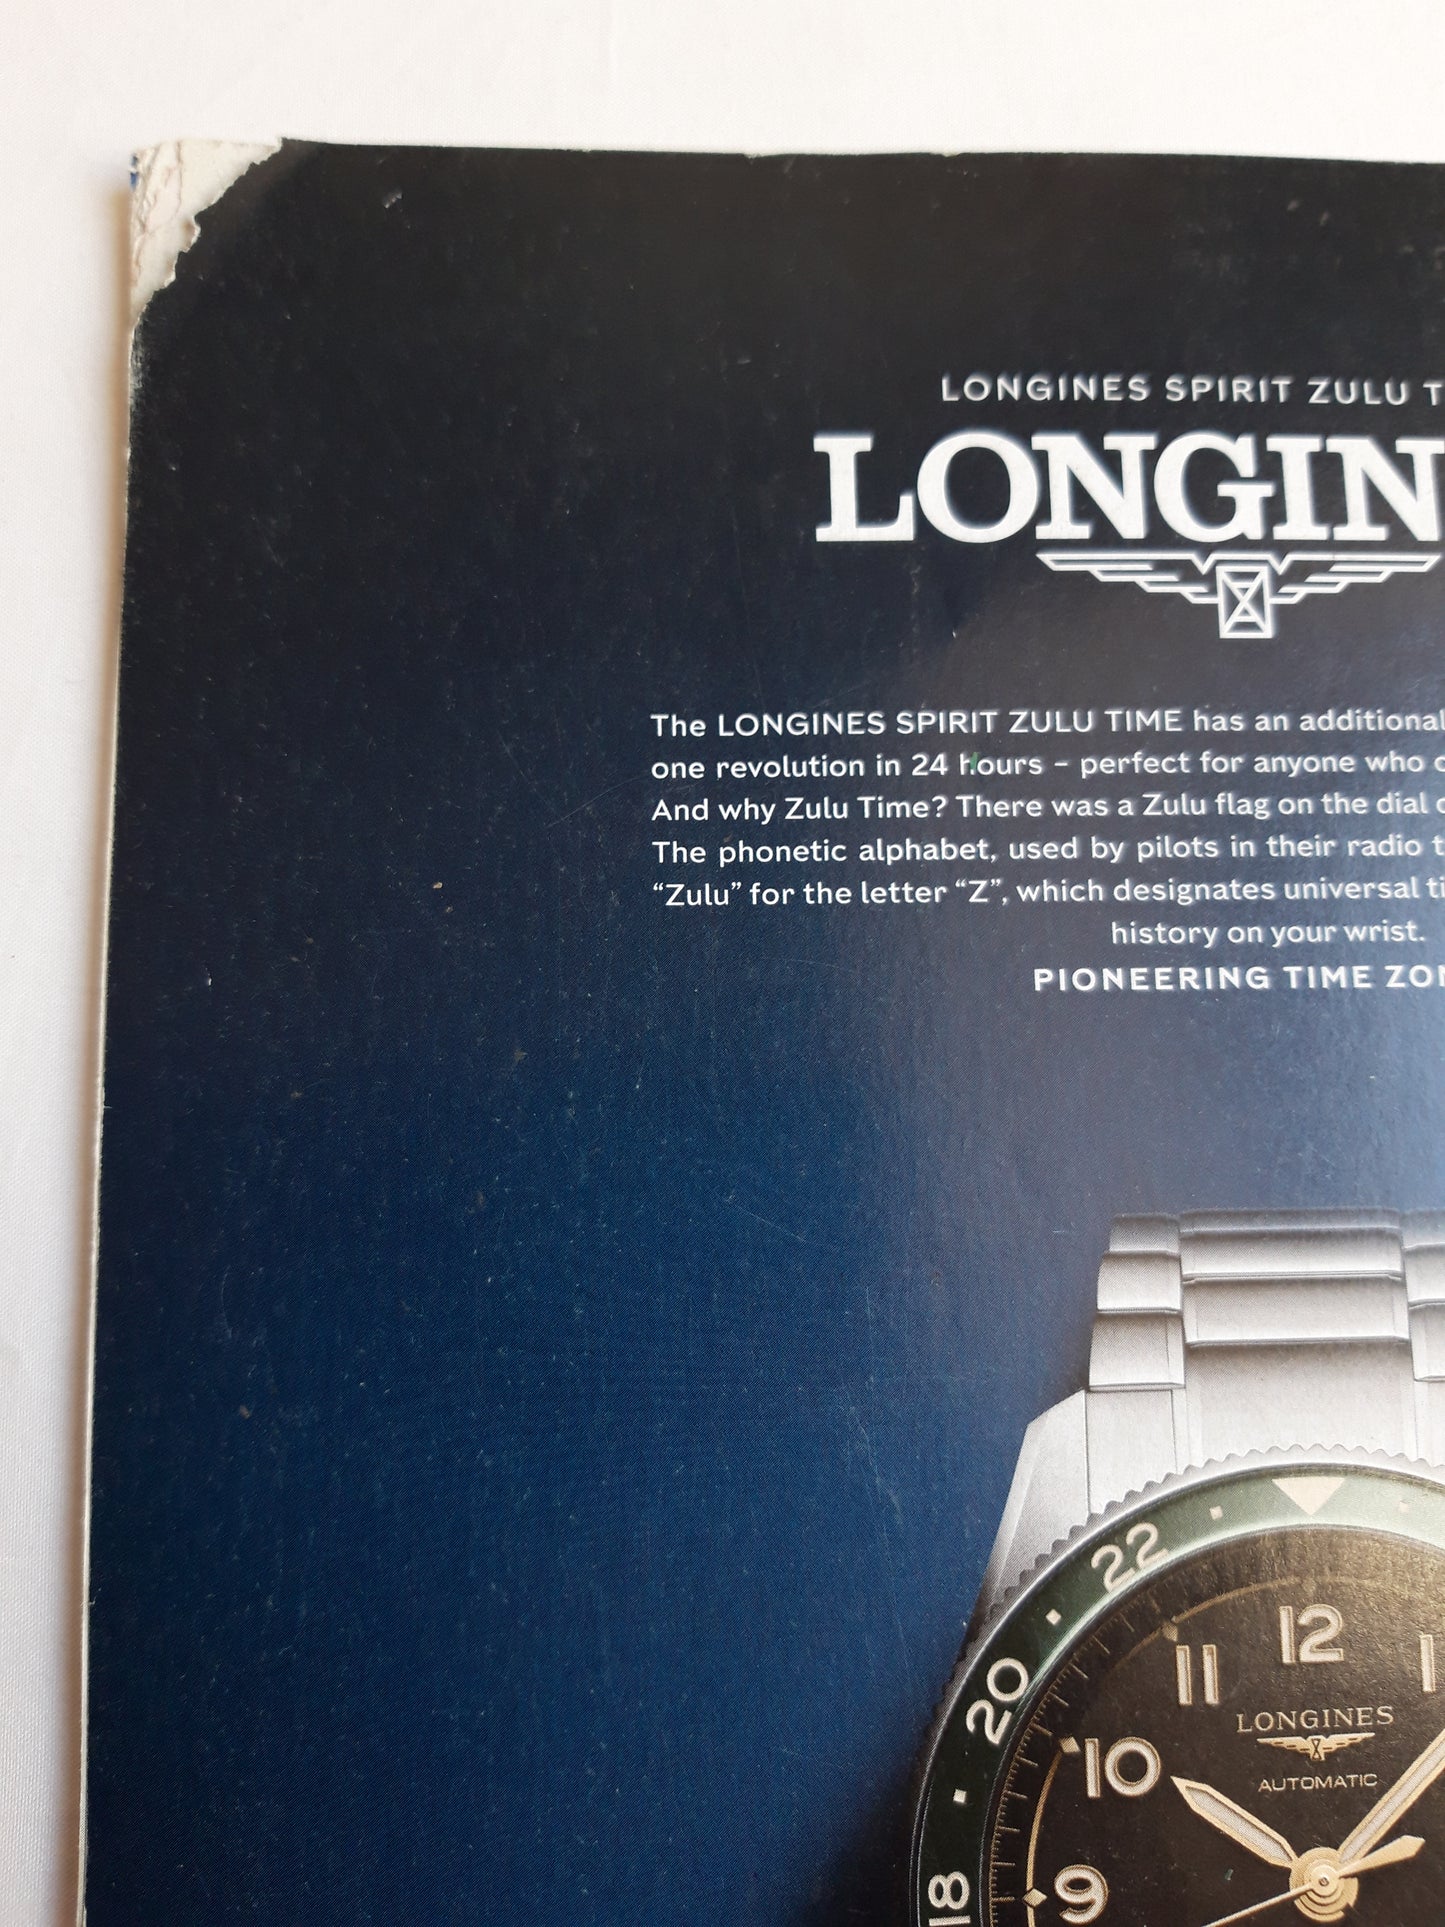 LONGINES SPIRIT ZULU T
LONGIN
The LONGINES SPIRIT ZULU TIME has an additional
one revolution in 24 hours – perfect for anyone who
And why Zulu Time? There was a Zulu flag on the dial
The phonetic alphabet, used by pilots in their radio
“Zulu” for the letter “Z”, which designates universal
history on your wrist.
PIONEERING TIME ZON
22
12
11
20
LONGINES
10
AUTOMATIC
18
9